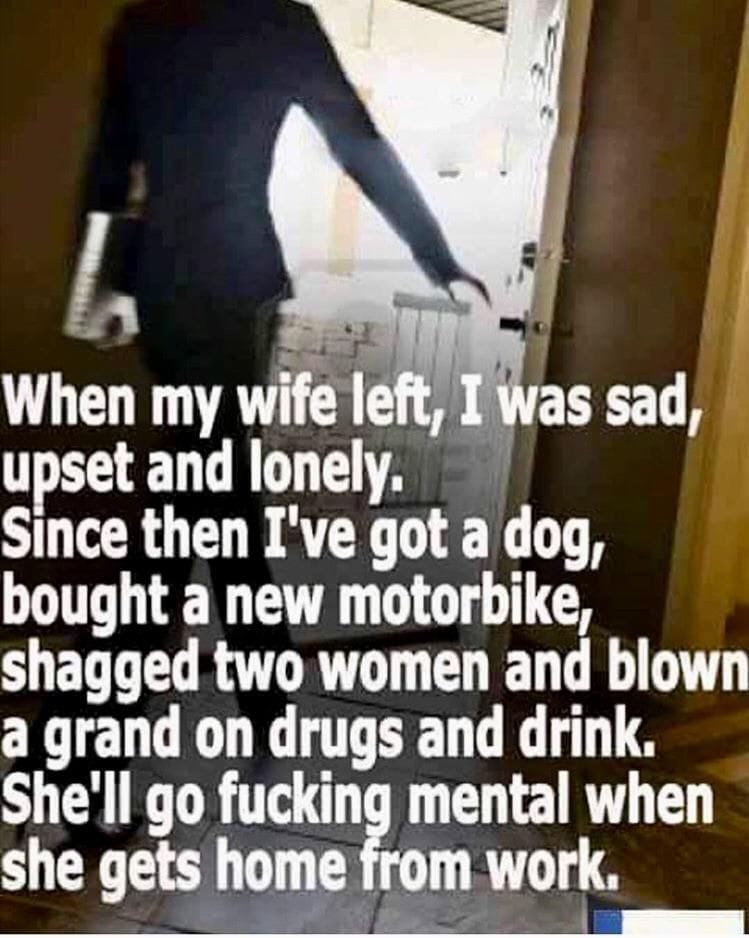 When my wife left, I was sad,
upset and lonely.
Since then I've got a dog,
bought a new motorbike,
shagged two women and blown
a grand on drugs and drink.
She'll go fucking mental when
she gets home from work.